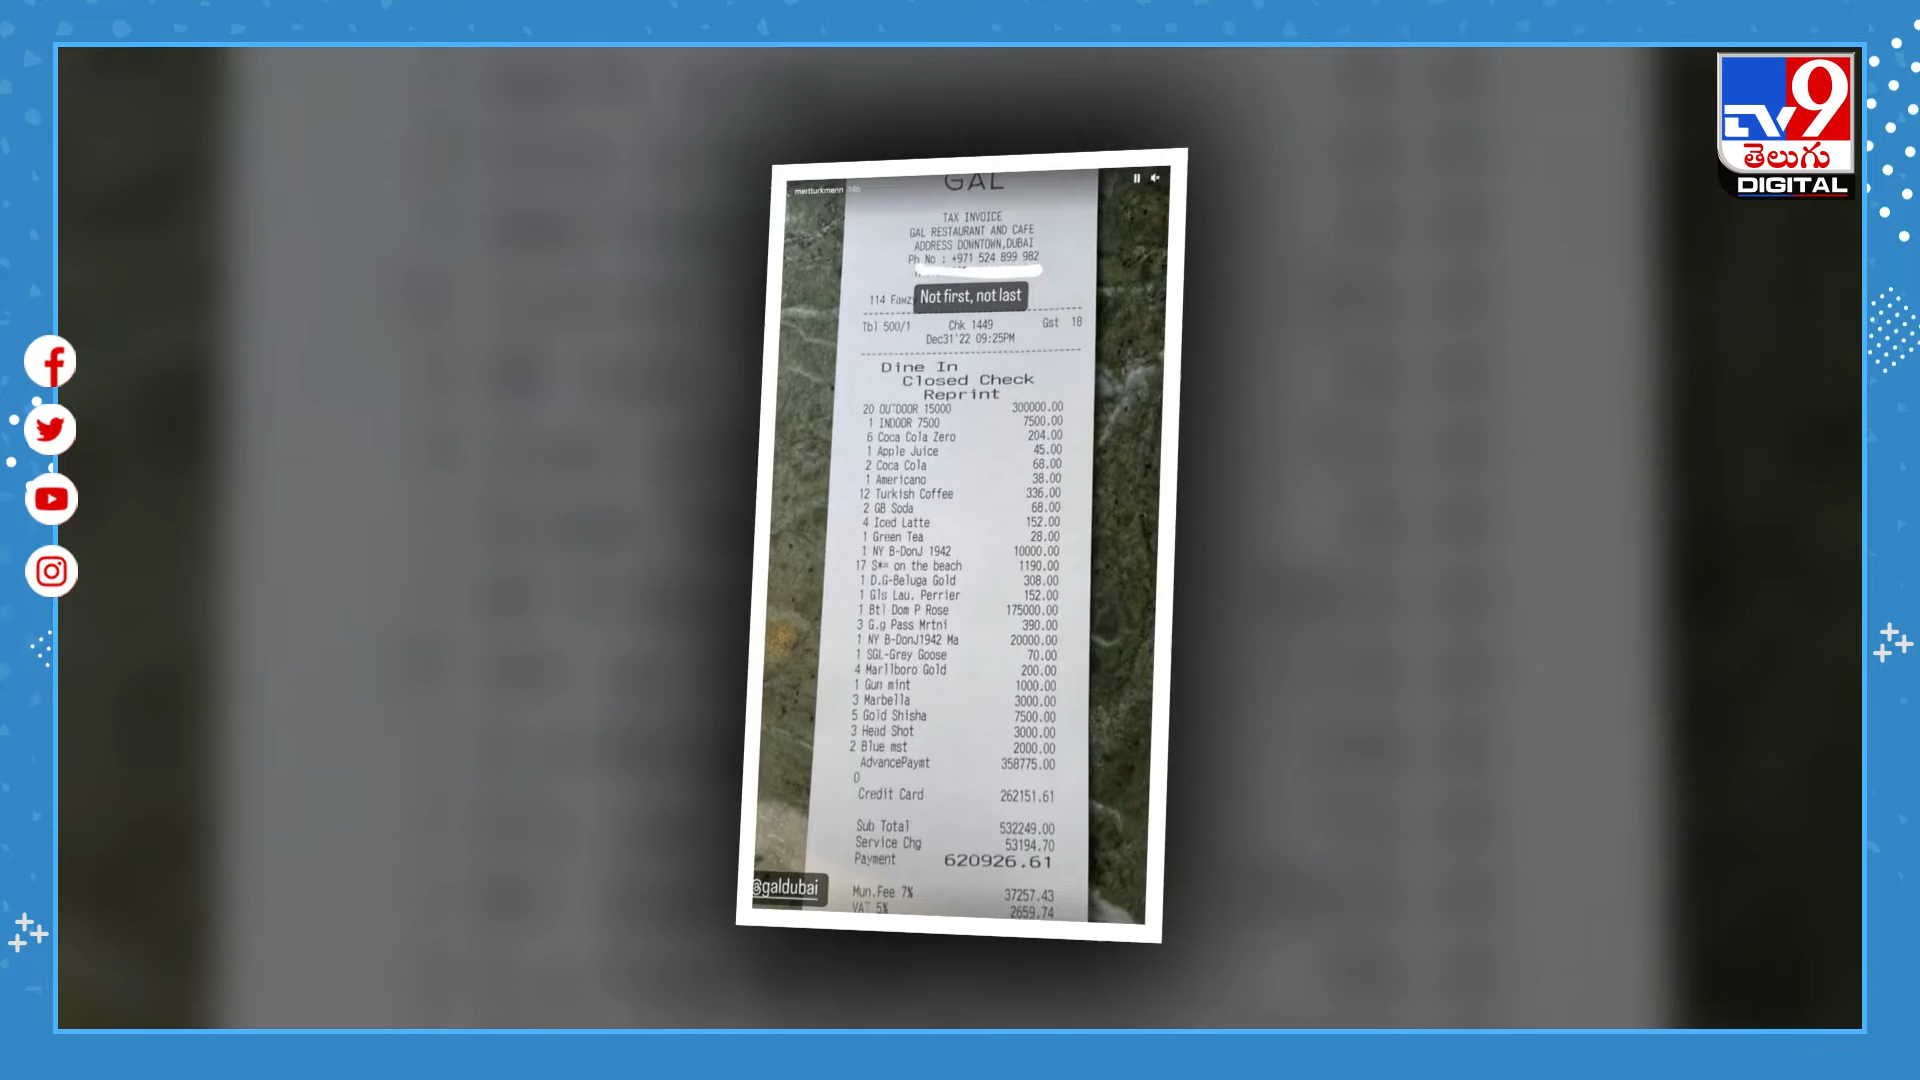 TV9
తెలుగు
DIGITAL
mertturkmenn 14h
GAL
TAX INVOICE
GAL RESTAURANT AND CAFE
ADDRESS DOWNTOWN,DUBAI
Ph No : +971 524 899 982
114 Fawz
Not first, not last
Tbl 500/1 Chk 1449 Gst 18
Dec31'22 09:25PM
Dine In
Closed Check
Reprint
20 OUTDOOR 15000 300000.00
1 INDOOR 7500 7500.00
6 Coca Cola Zero 204.00
1 Apple Juice 45.00
2 Coca Cola 68.00
1 Americano 38.00
12 Turkish Coffee 336.00
2 GB Soda 68.00
4 Iced Latte 152.00
1 Green Tea 28.00
1 NY B-DonJ 1942 10000.00
17 S** on the beach 1190.00
1 D.G-Beluga Gold 308.00
1 Gls Lau. Perrier 152.00
1 Btl Dom P Rose 175000.00
3 G.g Pass Mrtni 390.00
1 NY B-DonJ1942 Ma 20000.00
1 SGL-Grey Goose 70.00
4 Marllboro Gold 200.00
1 Gum mint 1000.00
3 Marbella 3000.00
5 Gold Shisha 7500.00
3 Head Shot 3000.00
2 Blue mst 2000.00
AdvancePaymt 358775.00
0
Credit Card 262151.61
Sub Total 532249.00
Service Chg 53194.70
Payment 620926.61
@galdubai
Mun.Fee 7% 37257.43
VAT 5% 2659.74